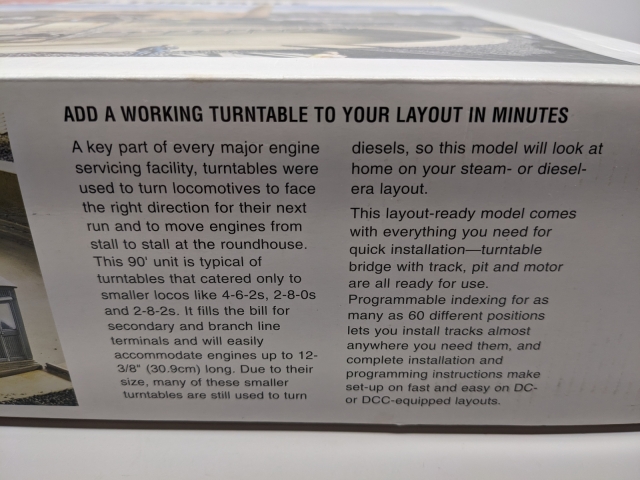 ADD A WORKING TURNTABLE TO YOUR LAYOUT IN MINUTES
A key part of every major engine
servicing facility, turntables were
used to turn locomotives to face
the right direction for their next
run and to move engines from
stall to stall at the roundhouse.
This 90' unit is typical of
turntables that catered only to
smaller locos like 4-6-2s, 2-8-0s
and 2-8-2s. It fills the bill for
secondary and branch line
terminals and will easily
accommodate engines up to 12-
3/8" (30.9cm) long. Due to their
size, many of these smaller
turntables are still used to turn
diesels, so this model will look at
home on your steam- or diesel-
era layout.
This layout-ready model comes
with everything you need for
quick installation—turntable
bridge with track, pit and motor
are all ready for use.
Programmable indexing for as
many as 60 different positions
lets you install tracks almost
anywhere you need them, and
complete installation and
programming instructions make
set-up on fast and easy on DC-
or DCC-equipped layouts.